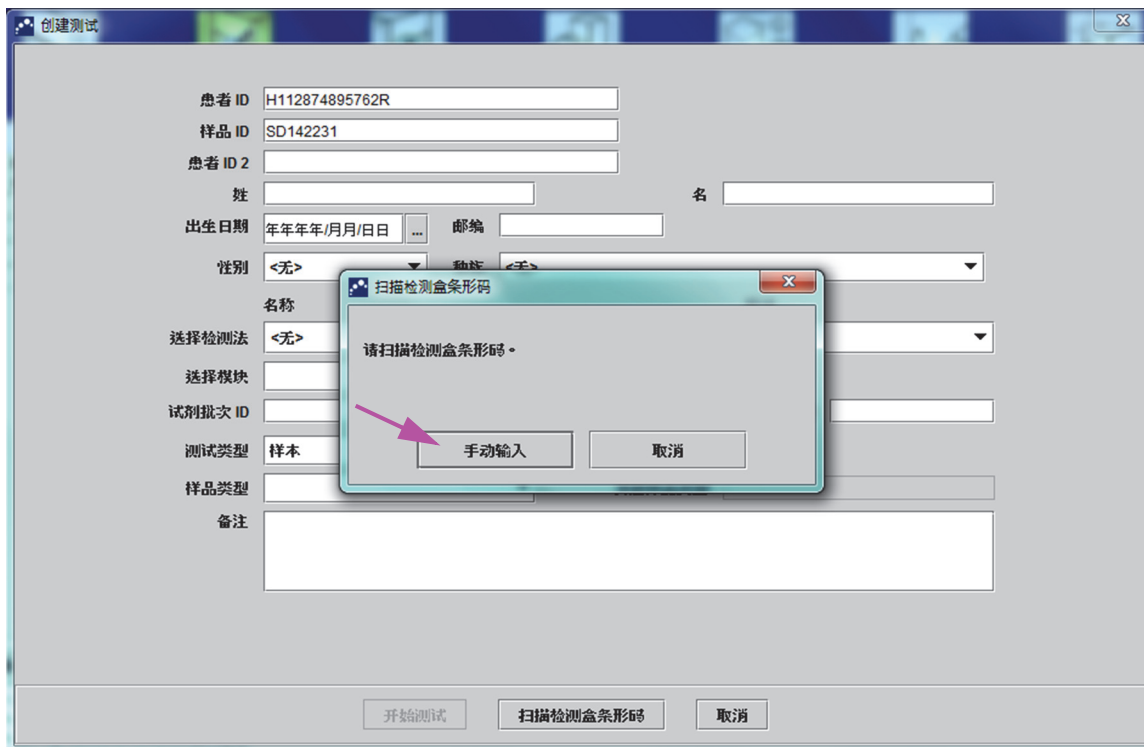 创建测试
患者 ID H112874895762R
样品 ID SD142231
患者 ID 2
姓 名
出生日期 年年年年/月月/日日 ... 邮编
性别 <无> 种族 <无>
扫描检测盒条形码
名称
选择检测法 <无>
请扫描检测盒条形码。
选择模块
试剂批次 ID
测试类型 样本
手动输入 取消
样品类型
备注
开始测试 扫描检测盒条形码 取消